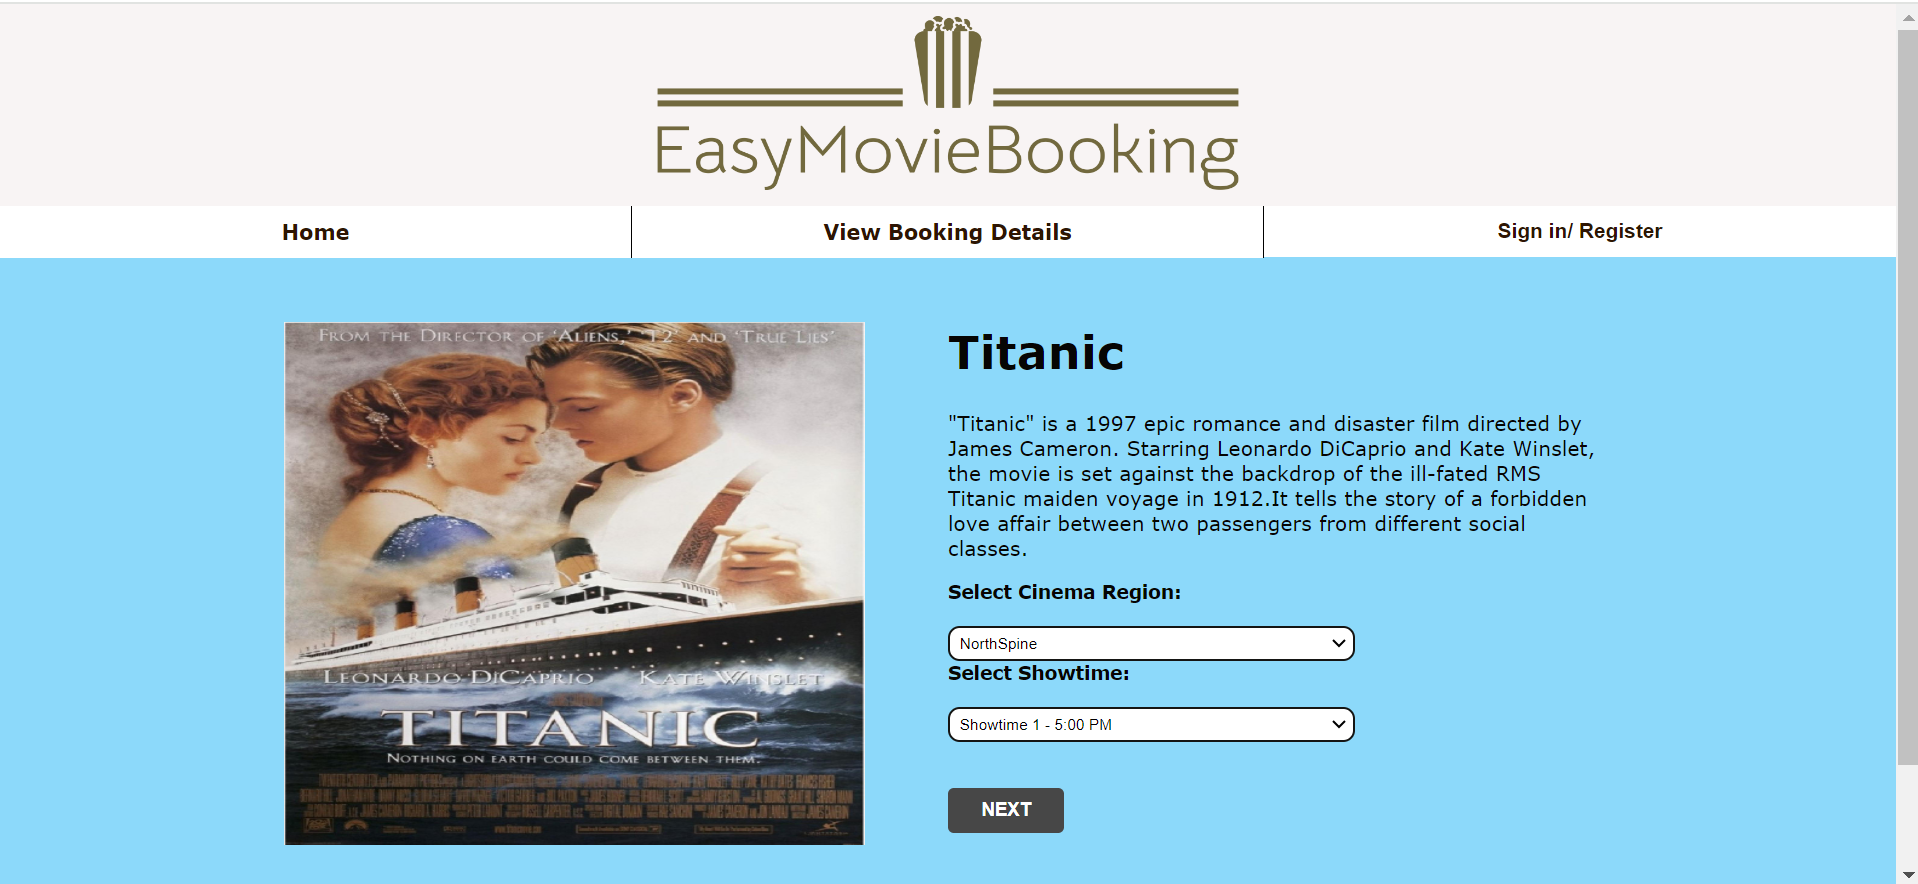 EasyMovieBooking
Home
View Booking Details
Sign in/ Register
FROM THE DIRECTOR OF 'ALIENS,' 'T2' AND 'TRUE LIES'
LEONARDO DICAPRIO KATE WINSLET
TITANIC
NOTHING ON EARTH COULD COME BETWEEN THEM.
Titanic
"Titanic" is a 1997 epic romance and disaster film directed by
James Cameron. Starring Leonardo DiCaprio and Kate Winslet,
the movie is set against the backdrop of the ill-fated RMS
Titanic maiden voyage in 1912.It tells the story of a forbidden
love affair between two passengers from different social
classes.
Select Cinema Region:
NorthSpine
Select Showtime:
Showtime 1 - 5:00 PM
NEXT